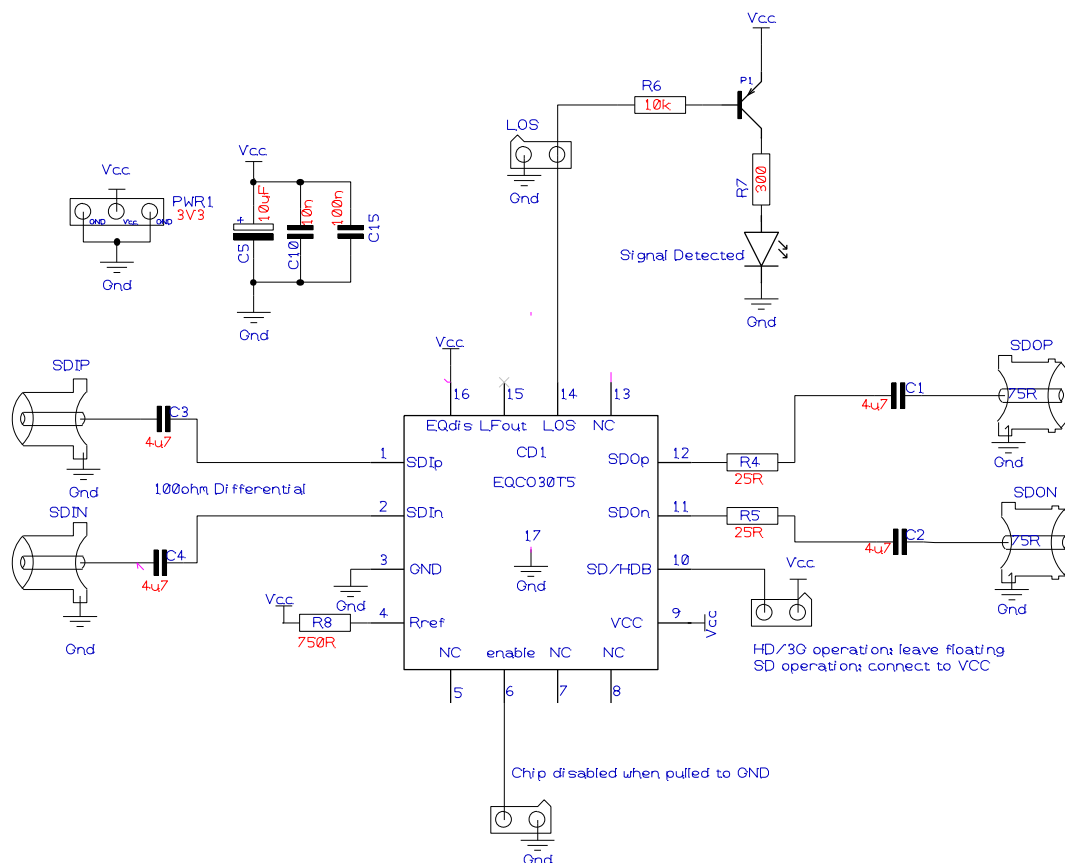 Vcc
R6
10k
P1
LOS
Gnd
R7
300
Signal Detected
Gnd
Vcc
PWR1
3V3
GND
Vcc
GND
Gnd
Vcc
+
10uF
C5
10n
C10
100n
C15
Gnd
Vcc
16
15
14
13
EQdis
LFout
LOS
NC
CD1
EQCO30T5
SDIP
C3
4u7
Gnd
100ohm Differential
SDIN
C4
4u7
Gnd
1
SDIp
2
SDIn
3
GND
Gnd
Vcc
R8
750R
4
Rref
17
Gnd
SDOp
12
R4
25R
C1
4u7
SDOP
75R
1
Gnd
SDOn
11
R5
25R
C2
4u7
SDON
75R
1
Gnd
SD/HDB
10
Vcc
VCC
9
Vcc
HD/3G operation: leave floating
SD operation: connect to VCC
NC
enable
NC
NC
5
6
7
8
Chip disabled when pulled to GND
Gnd